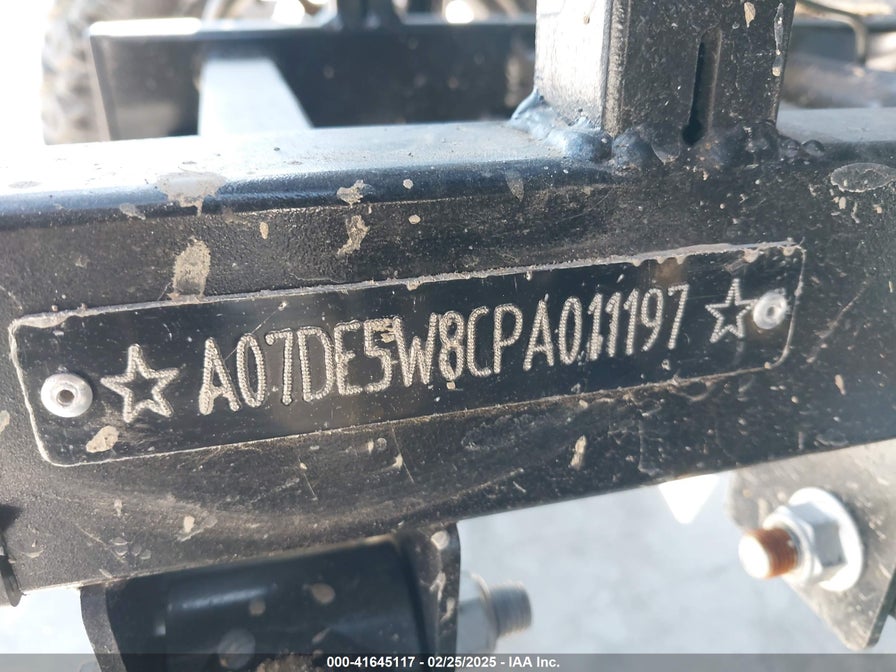 ☆A07DE5W8CPA011197☆
000-41645117 - 02/25/2025 - IAA Inc.